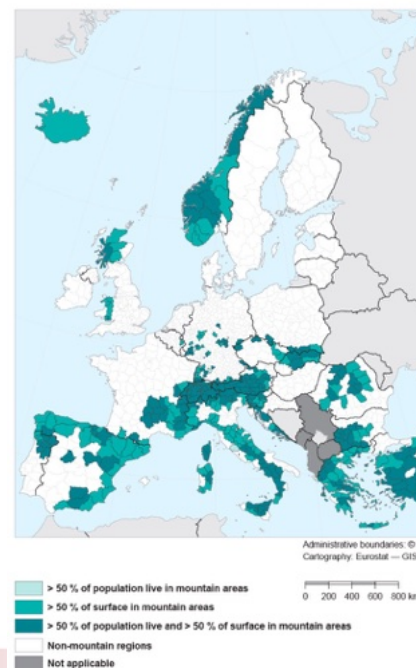 Administrative boundaries: ©
Cartography: Eurostat — GIS
> 50 % of population live in mountain areas
> 50 % of surface in mountain areas
> 50 % of population live and > 50 % of surface in mountain areas
Non-mountain regions
Not applicable
0 200 400 600 800 km